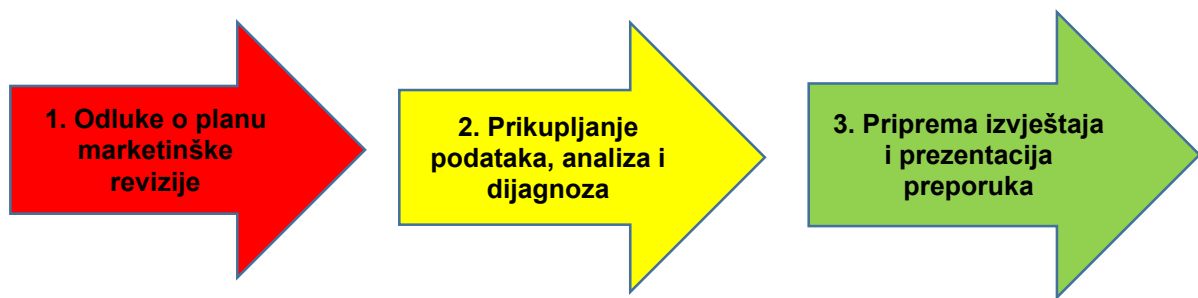 1. Odluke o planu
marketinške
revizije
2. Prikupljanje
podataka, analiza i
dijagnoza
3. Priprema izvještaja
i prezentacija
preporuka